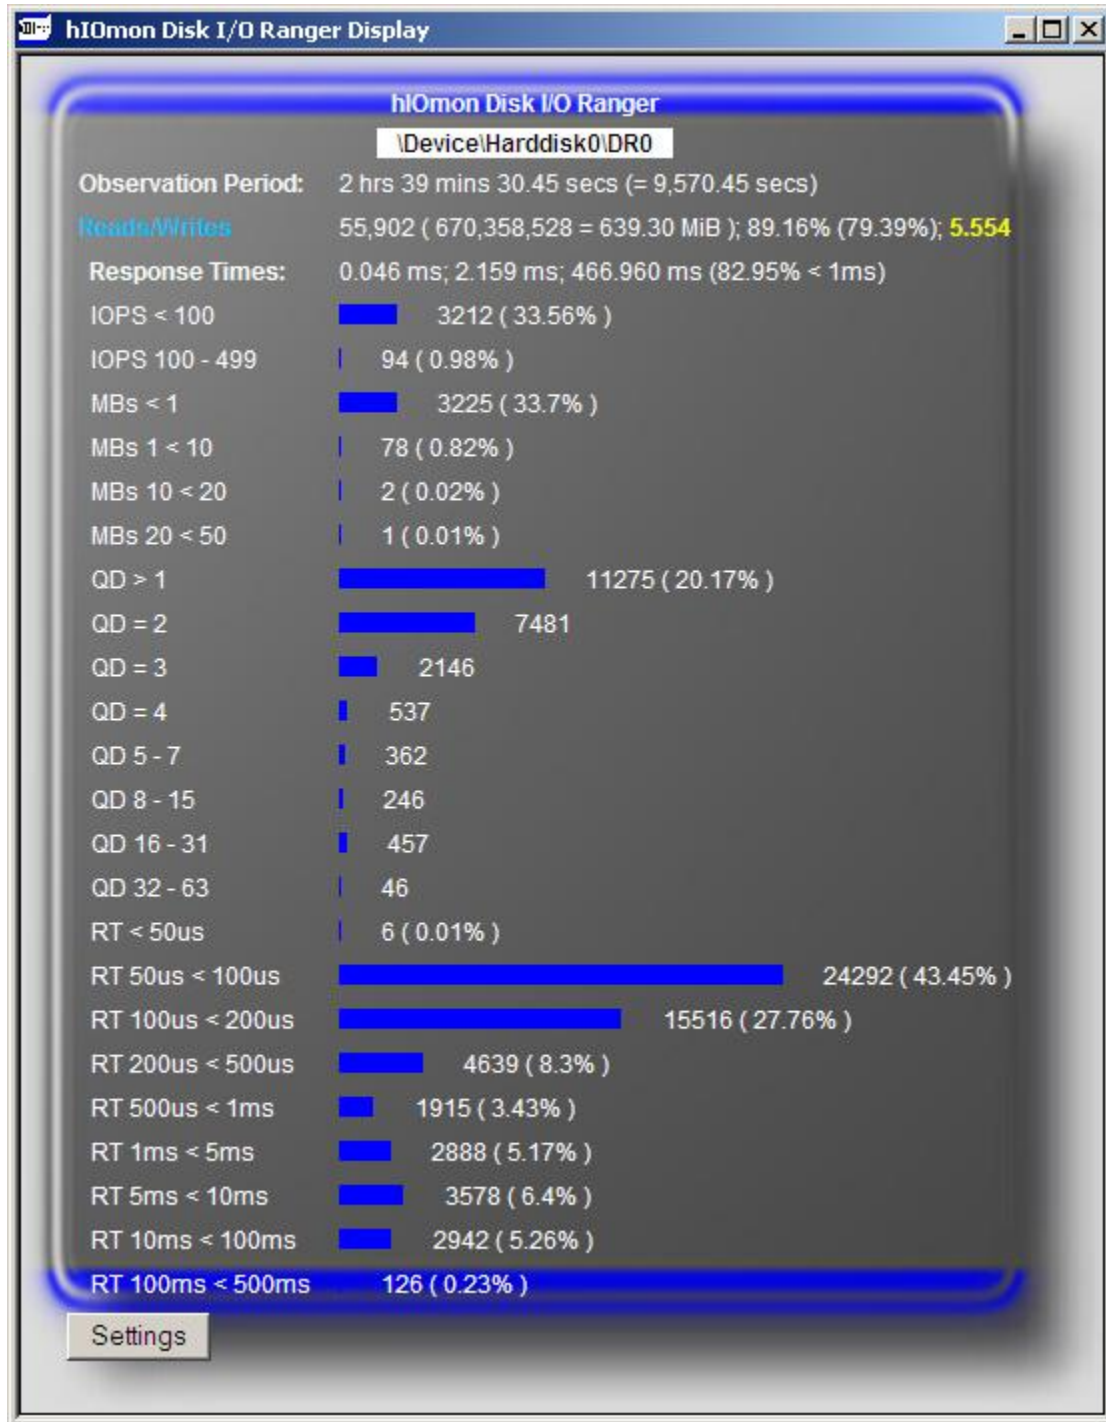 hIOmon Disk I/O Ranger Display
hIOmon Disk I/O Ranger
\Device\Harddisk0\DR0
Observation Period: 2 hrs 39 mins 30.45 secs (= 9,570.45 secs)
Reads/Writes 55,902 ( 670,358,528 = 639.30 MiB ); 89.16% (79.39%); 5.554
Response Times: 0.046 ms; 2.159 ms; 466.960 ms (82.95% < 1ms)
IOPS < 100 3212 ( 33.56% )
IOPS 100 - 499 94 ( 0.98% )
MBs < 1 3225 ( 33.7% )
MBs 1 < 10 78 ( 0.82% )
MBs 10 < 20 2 ( 0.02% )
MBs 20 < 50 1 ( 0.01% )
QD > 1 11275 ( 20.17% )
QD = 2 7481
QD = 3 2146
QD = 4 537
QD 5 - 7 362
QD 8 - 15 246
QD 16 - 31 457
QD 32 - 63 46
RT < 50us 6 ( 0.01% )
RT 50us < 100us 24292 ( 43.45% )
RT 100us < 200us 15516 ( 27.76% )
RT 200us < 500us 4639 ( 8.3% )
RT 500us < 1ms 1915 ( 3.43% )
RT 1ms < 5ms 2888 ( 5.17% )
RT 5ms < 10ms 3578 ( 6.4% )
RT 10ms < 100ms 2942 ( 5.26% )
RT 100ms < 500ms 126 ( 0.23% )
Settings